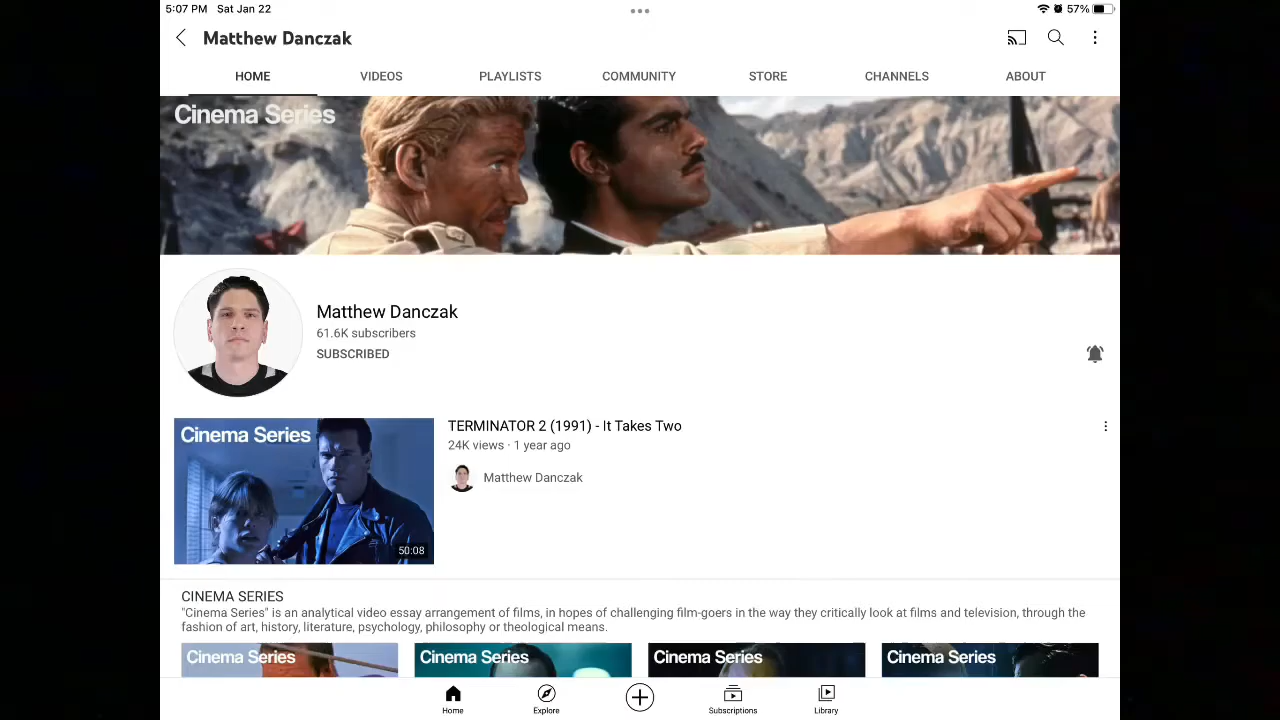 5:07 PM Sat Jan 22
57%
Matthew Danczak
HOME VIDEOS PLAYLISTS COMMUNITY STORE CHANNELS ABOUT
Cinema Series
Matthew Danczak
61.6K subscribers
SUBSCRIBED
Cinema Series
50:08
TERMINATOR 2 (1991) - It Takes Two
24K views · 1 year ago
Matthew Danczak
CINEMA SERIES
"Cinema Series" is an analytical video essay arrangement of films, in hopes of challenging film-goers in the way they critically look at films and television, through the
fashion of art, history, literature, psychology, philosophy or theological means.
Cinema Series Cinema Series Cinema Series Cinema Series
Home Explore Subscriptions Library